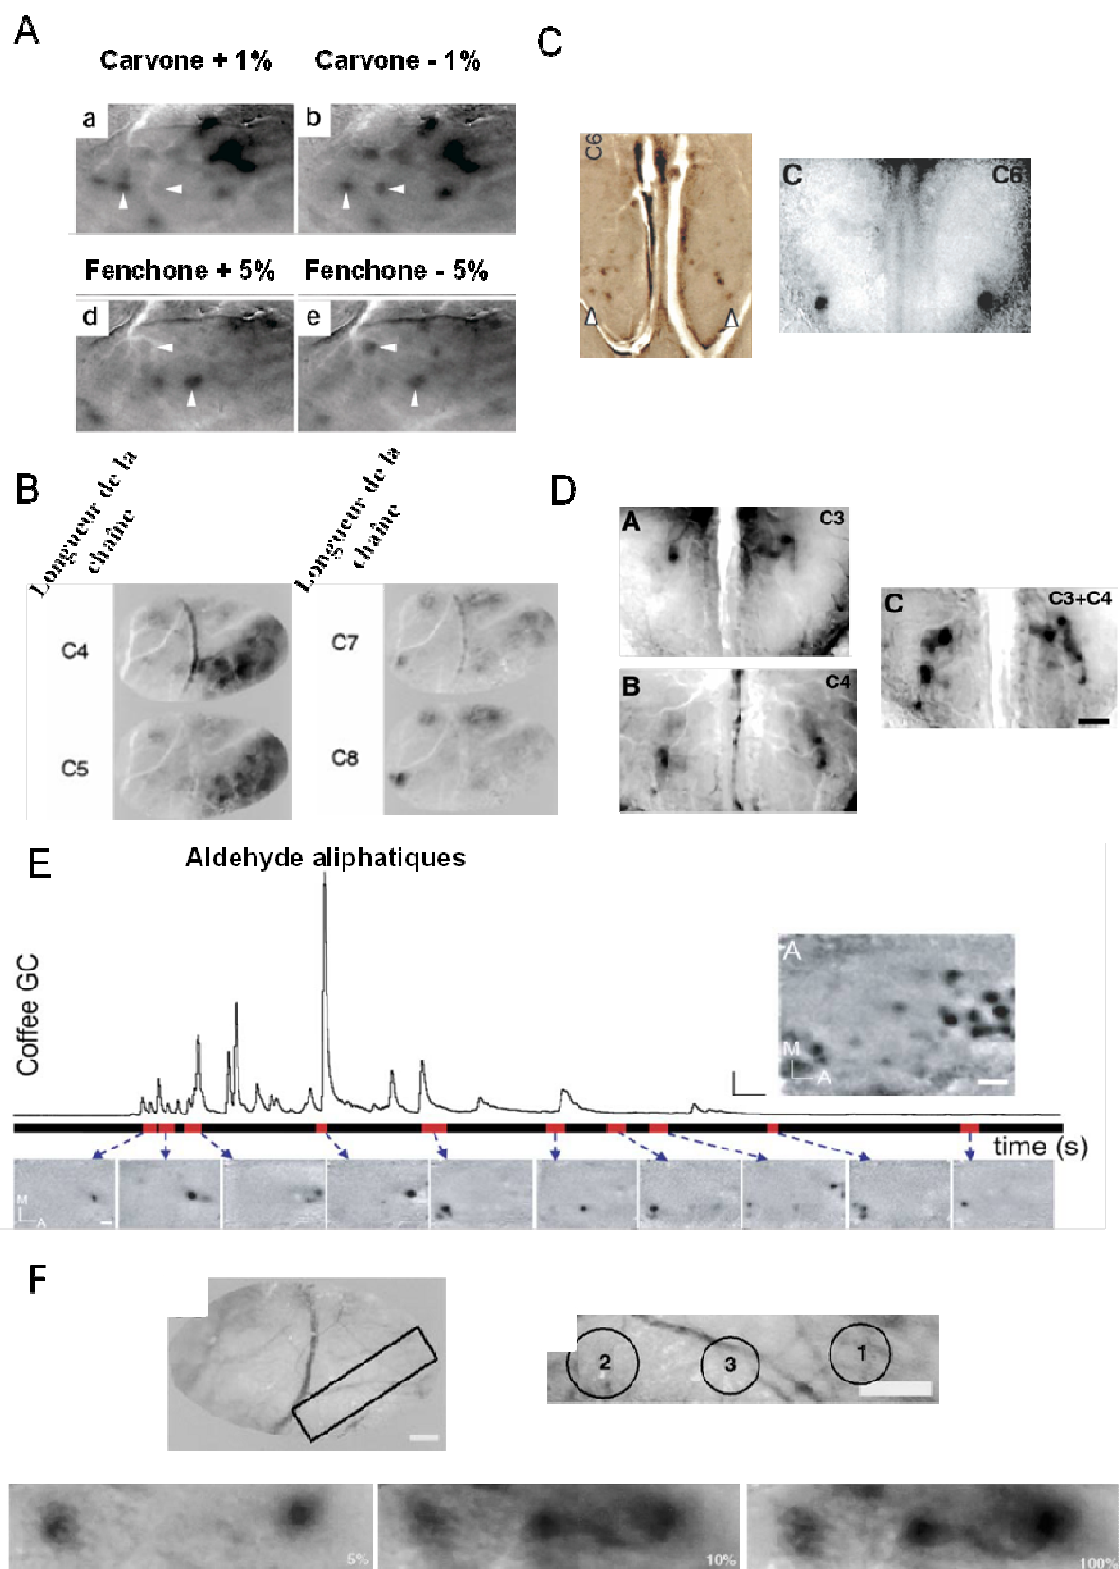 A
Carvone + 1%
Carvone - 1%
a
b
Fenchone + 5%
Fenchone - 5%
d
e
C
C6
C
C6
B
Longueur de la
chaîne
Longueur de la
chaîne
C4
C7
C5
C8
D
A
C3
B
C4
C
C3+C4
E
Aldehyde aliphatiques
Coffee GC
A
M
A
time (s)
M
A
F
2
3
1
5%
10%
100%